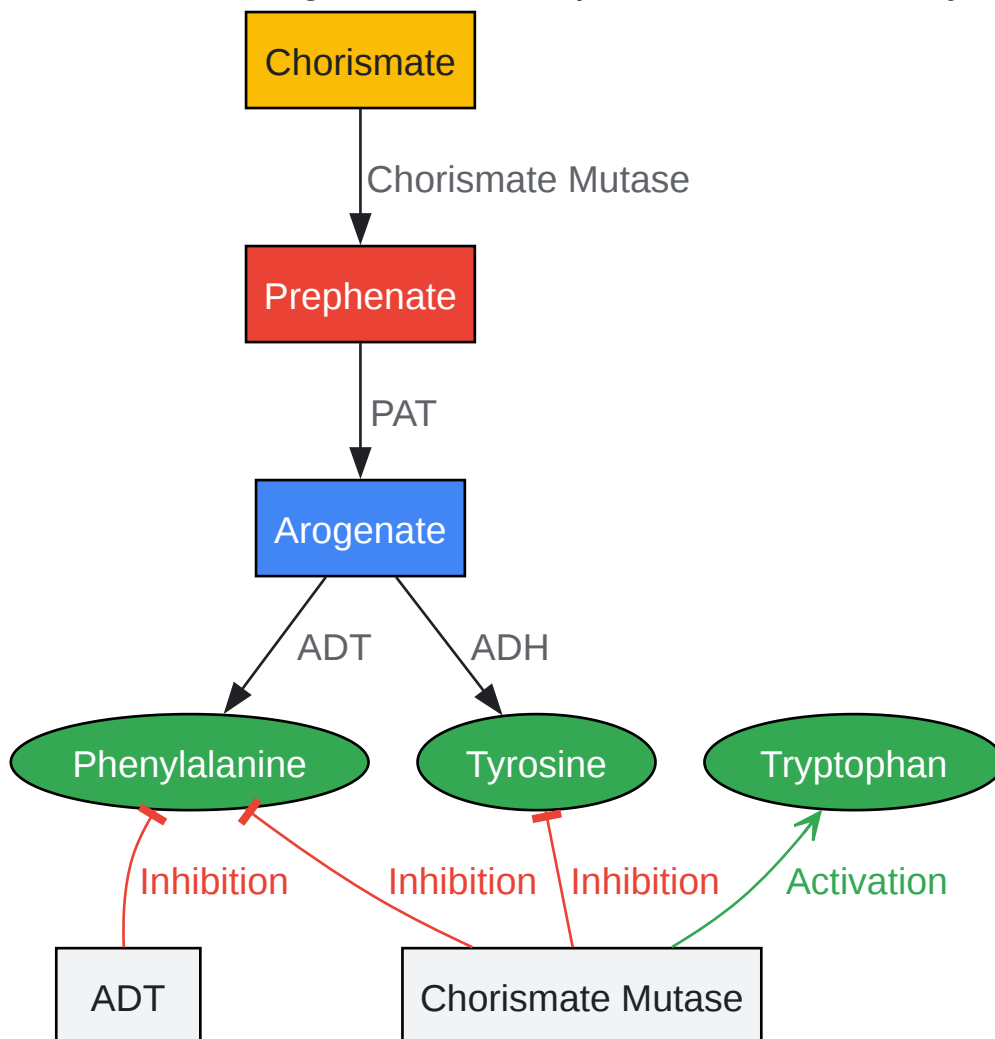 Chorismate
Chorismate Mutase
Prephenate
PAT
Arogenate
ADT ADH
Phenylalanine Tyrosine Tryptophan
Inhibition Inhibition Inhibition Activation
ADT Chorismate Mutase